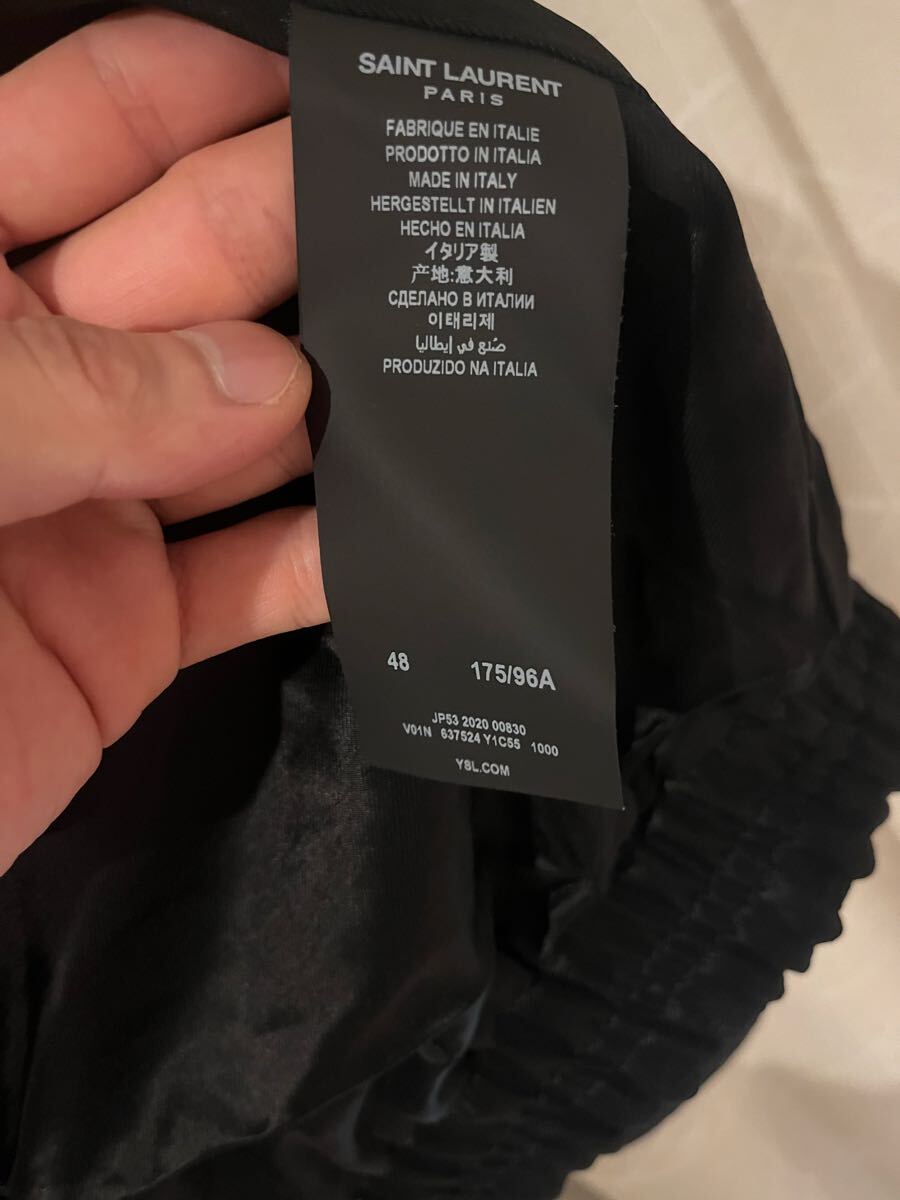 SAINT LAURENT
PARIS
FABRIQUE EN ITALIE
PRODOTTO IN ITALIA
MADE IN ITALY
HERGESTELLT IN ITALIEN
HECHO EN ITALIA
イタリア製
产地:意大利
СДЕЛАНО В ИТАЛИИ
이태리제
صُنع في إيطاليا
PRODUZIDO NA ITALIA
48 175/96A
JP53 2020 00830
V01N 637524 Y1C55 1000
YSL.COM